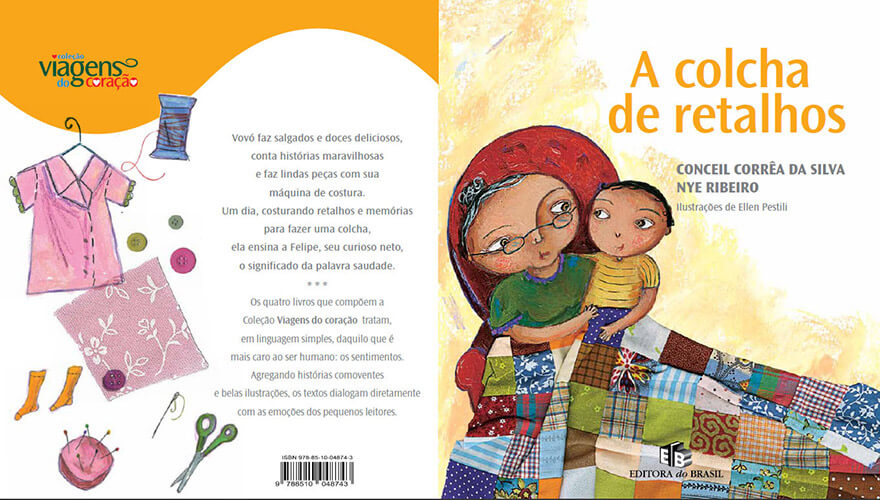 coleção
viagens
do coração
Vovó faz salgados e doces deliciosos,
conta histórias maravilhosas
e faz lindas peças com sua
máquina de costura.
Um dia, costurando retalhos e memórias
para fazer uma colcha,
ela ensina a Felipe, seu curioso neto,
o significado da palavra saudade.
***
Os quatro livros que compõem a
Coleção Viagens do coração tratam,
em linguagem simples, daquilo que é
mais caro ao ser humano: os sentimentos.
Agregando histórias comoventes
e belas ilustrações, os textos dialogam diretamente
com as emoções dos pequenos leitores.
ISBN 978-85-10-04874-3
9 788510 048743
A colcha
de retalhos
CONCEIL CORRÊA DA SILVA
NYE RIBEIRO
Ilustrações de Ellen Pestili
EB
EDITORA do BRASIL